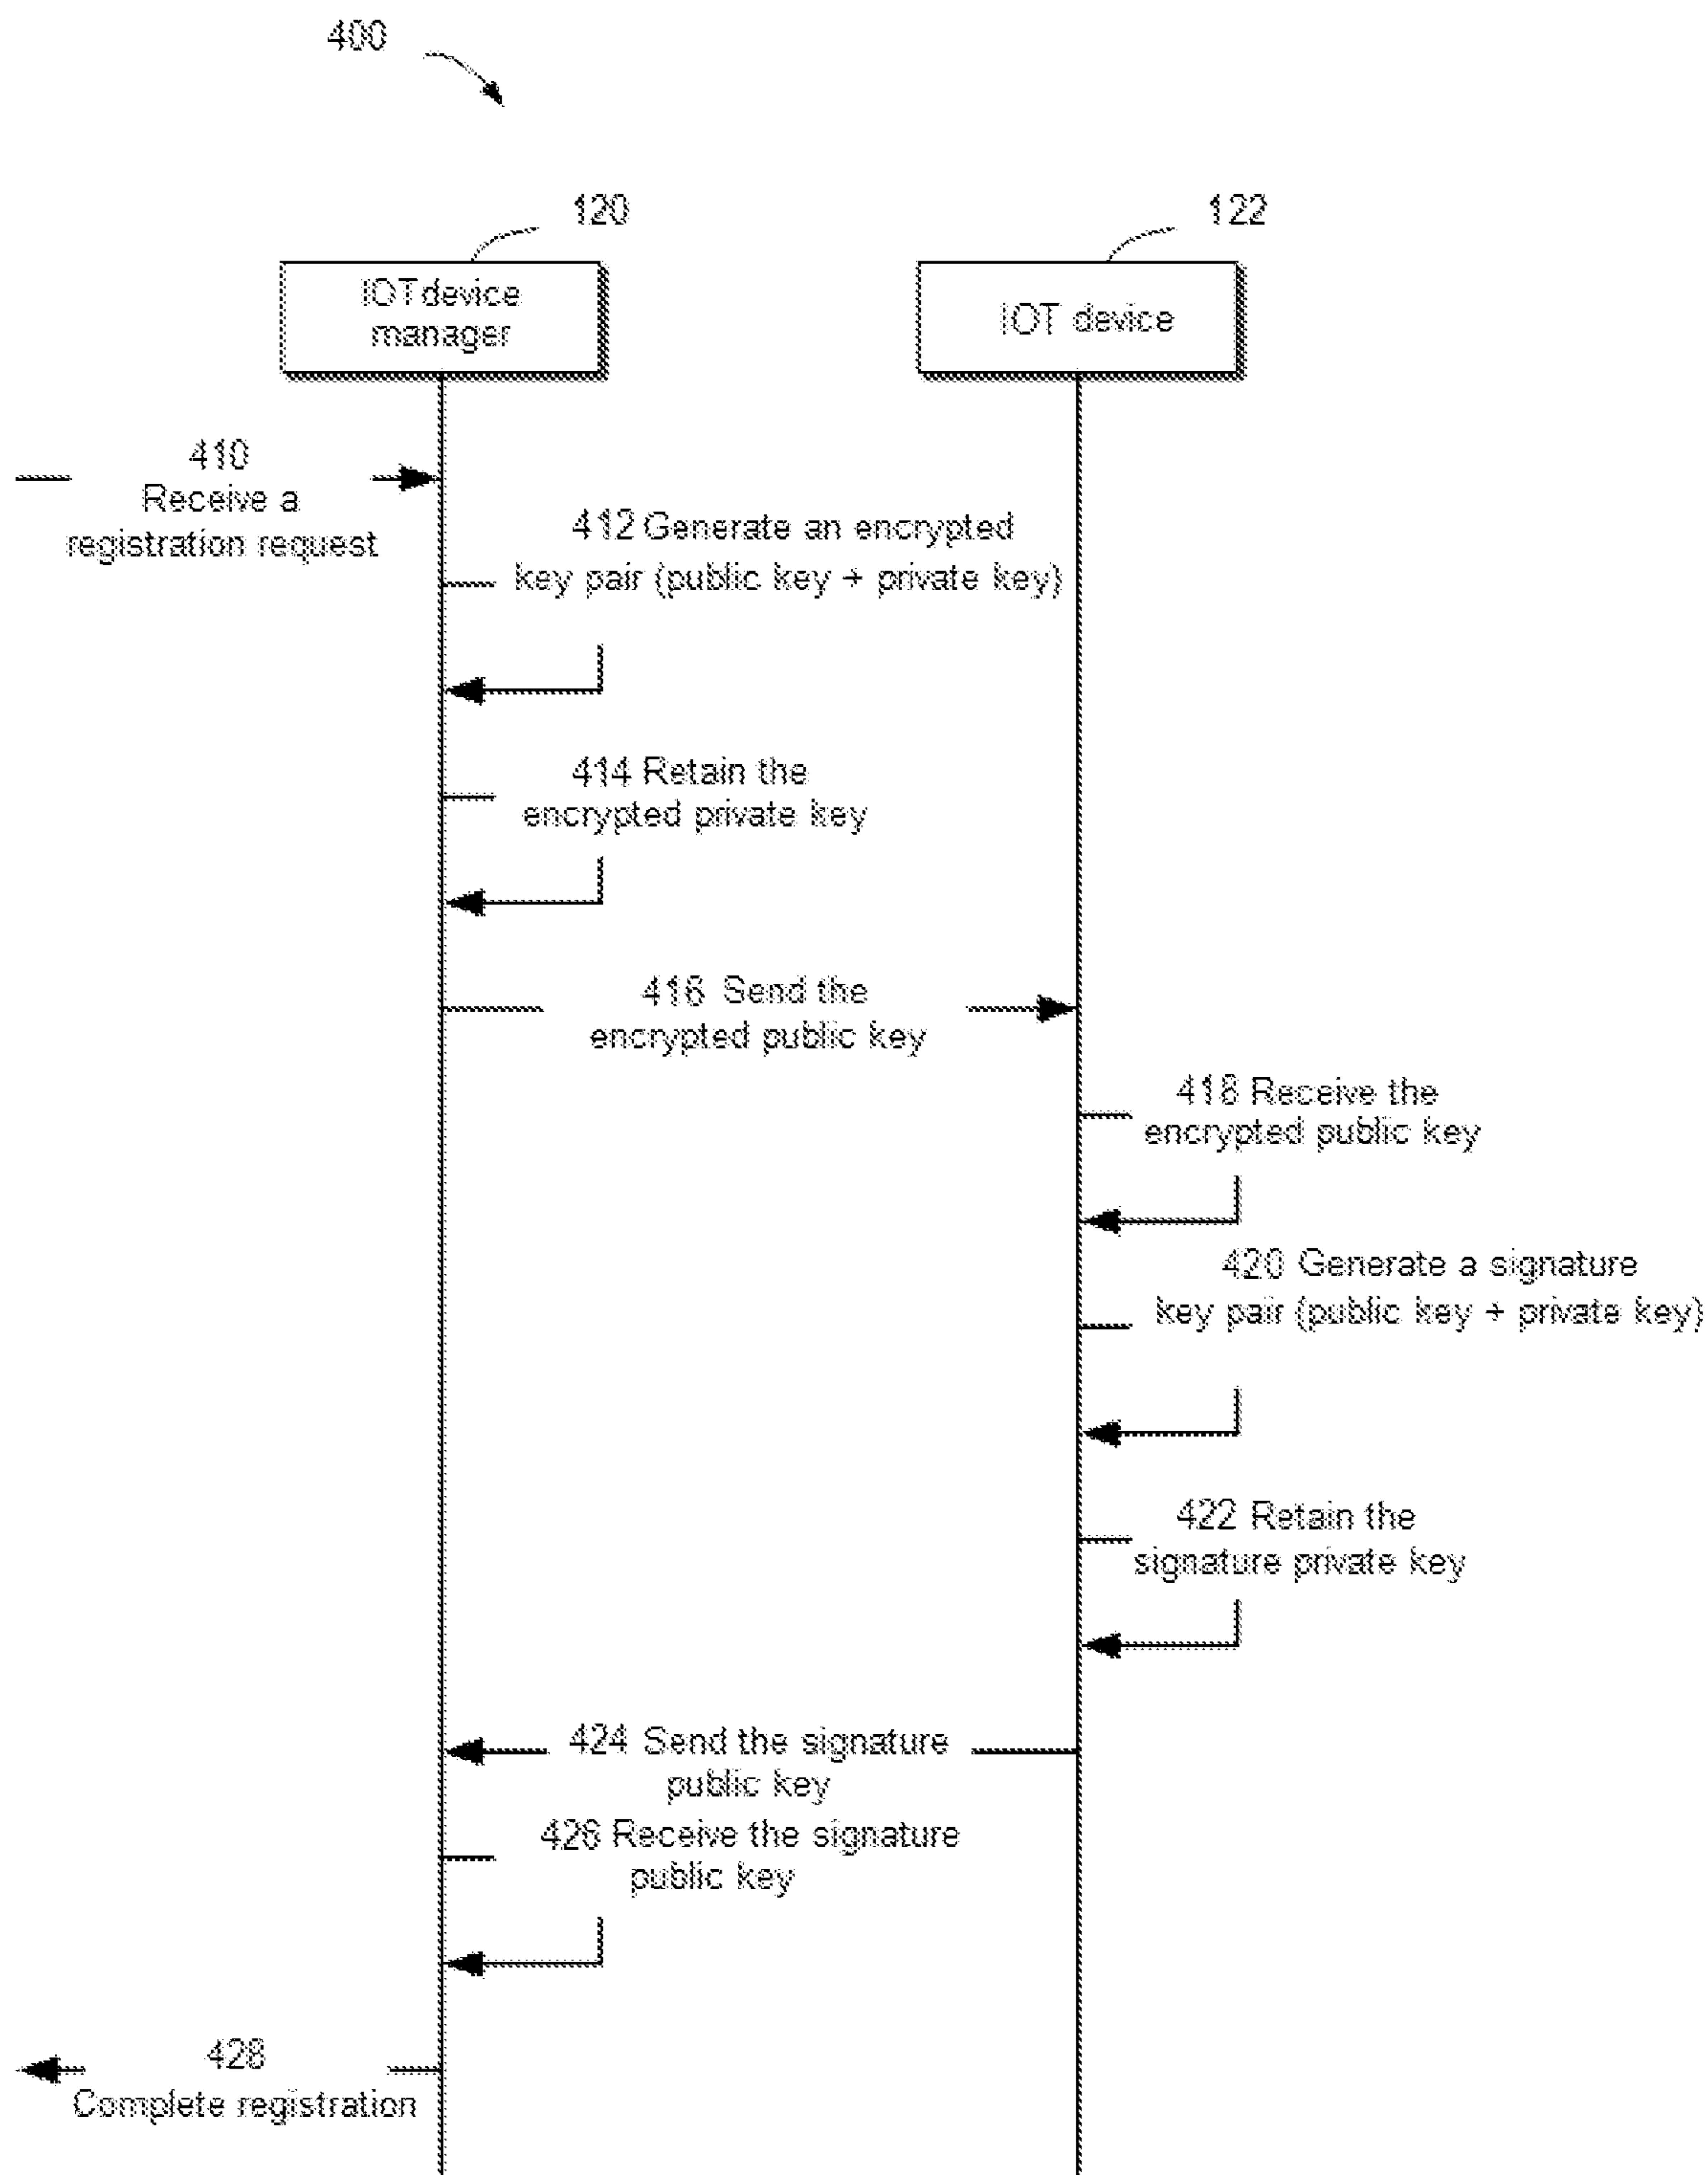 400
120
122
IOT device
manager
IOT device
410
Receive a
registration request
412 Generate an encrypted
key pair (public key + private key)
414 Retain the
encrypted private key
416 Send the
encrypted public key
418 Receive the
encrypted public key
420 Generate a signature
key pair (public key + private key)
422 Retain the
signature private key
424 Send the signature
public key
426 Receive the signature
public key
428
Complete registration